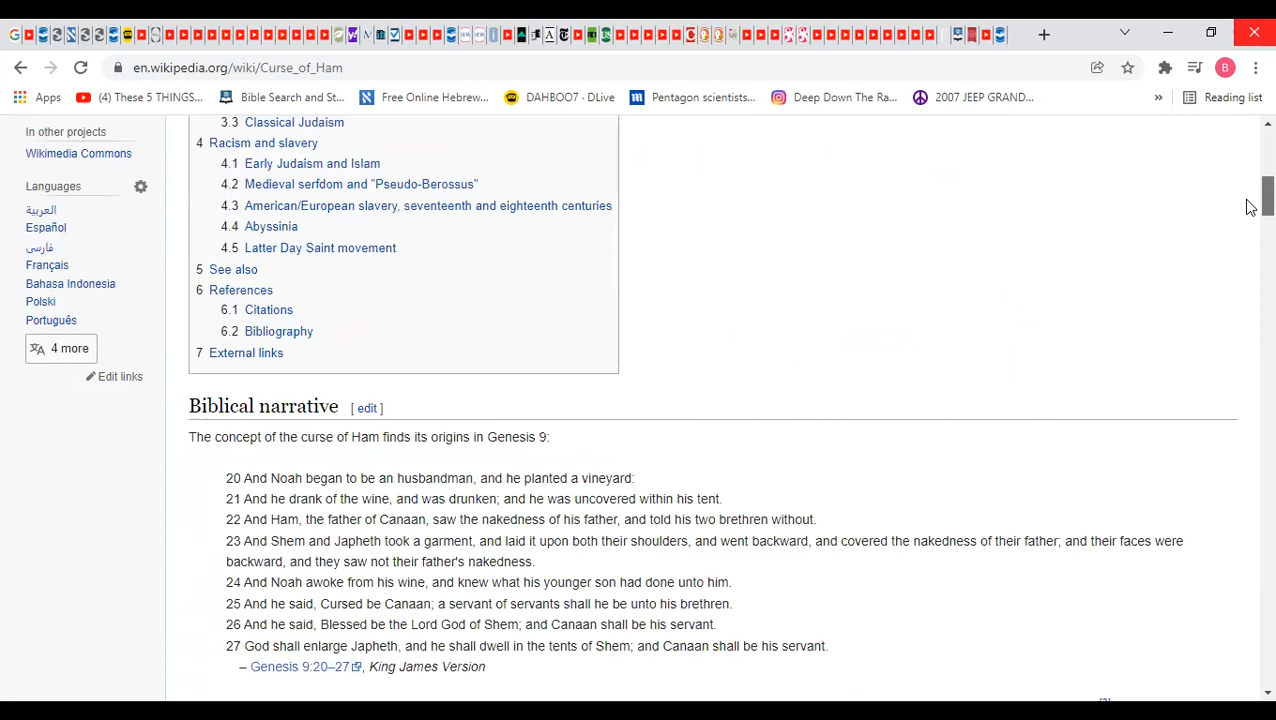 en.wikipedia.org/wiki/Curse_of_Ham
B
Apps
(4) These 5 THINGS...
Bible Search and St...
Free Online Hebrew...
DAHBOO7 • DLive
Pentagon scientists...
Deep Down The Ra...
2007 JEEP GRAND...
»
Reading list
In other projects
Wikimedia Commons
Languages
العربية
Español
فارسی
Français
Bahasa Indonesia
Polski
Português
4 more
Edit links
3.3 Classical Judaism
4 Racism and slavery
4.1 Early Judaism and Islam
4.2 Medieval serfdom and "Pseudo-Berossus"
4.3 American/European slavery, seventeenth and eighteenth centuries
4.4 Abyssinia
4.5 Latter Day Saint movement
5 See also
6 References
6.1 Citations
6.2 Bibliography
7 External links
Biblical narrative [ edit ]
The concept of the curse of Ham finds its origins in Genesis 9:
20 And Noah began to be an husbandman, and he planted a vineyard:
21 And he drank of the wine, and was drunken; and he was uncovered within his tent.
22 And Ham, the father of Canaan, saw the nakedness of his father, and told his two brethren without.
23 And Shem and Japheth took a garment, and laid it upon both their shoulders, and went backward, and covered the nakedness of their father; and their faces were
backward, and they saw not their father's nakedness.
24 And Noah awoke from his wine, and knew what his younger son had done unto him.
25 And he said, Cursed be Canaan; a servant of servants shall he be unto his brethren.
26 And he said, Blessed be the Lord God of Shem; and Canaan shall be his servant.
27 God shall enlarge Japheth, and he shall dwell in the tents of Shem; and Canaan shall be his servant.
– Genesis 9:20–27, King James Version